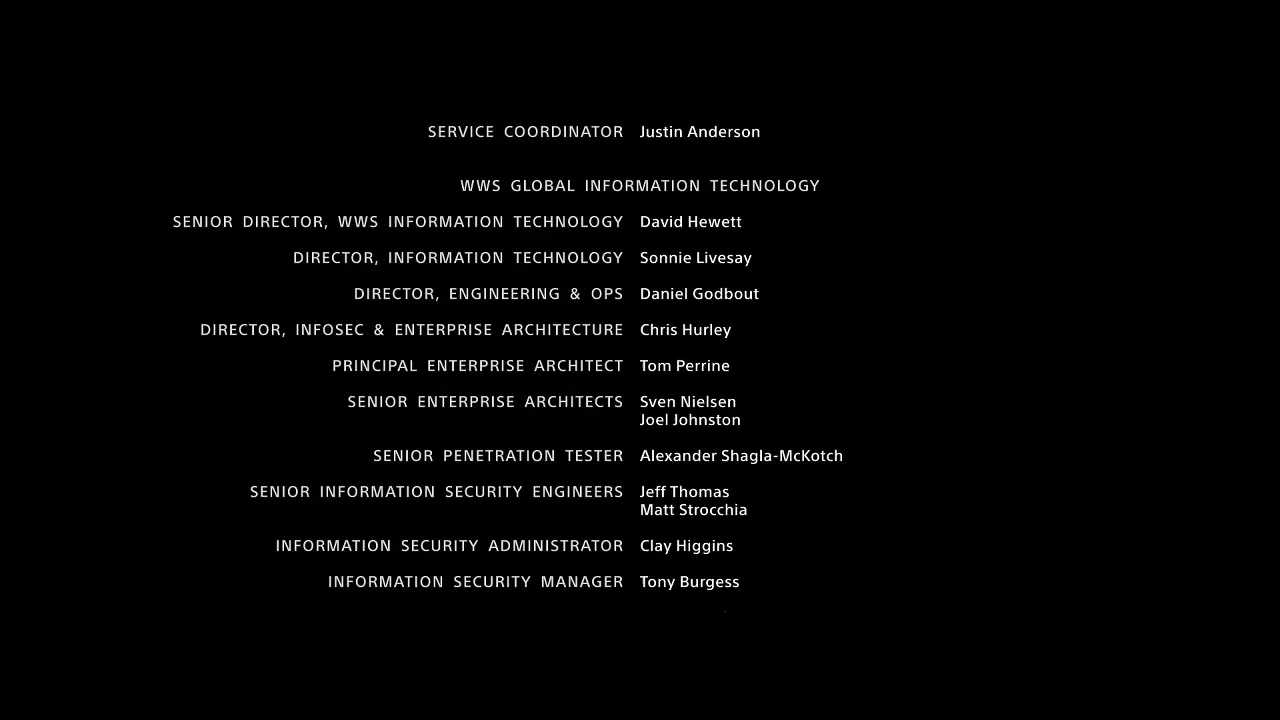 SERVICE COORDINATOR Justin Anderson
WWS GLOBAL INFORMATION TECHNOLOGY
SENIOR DIRECTOR, WWS INFORMATION TECHNOLOGY David Hewett
DIRECTOR, INFORMATION TECHNOLOGY Sonnie Livesay
DIRECTOR, ENGINEERING & OPS Daniel Godbout
DIRECTOR, INFOSEC & ENTERPRISE ARCHITECTURE Chris Hurley
PRINCIPAL ENTERPRISE ARCHITECT Tom Perrine
SENIOR ENTERPRISE ARCHITECTS Sven Nielsen
Joel Johnston
SENIOR PENETRATION TESTER Alexander Shagla-McKotch
SENIOR INFORMATION SECURITY ENGINEERS Jeff Thomas
Matt Strocchia
INFORMATION SECURITY ADMINISTRATOR Clay Higgins
INFORMATION SECURITY MANAGER Tony Burgess